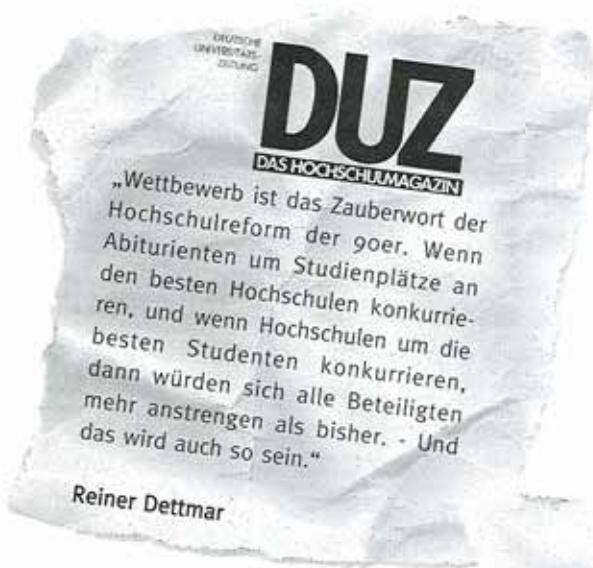 DEUTSCHE
UNIVERSITÄTS-
ZEITUNG
DUZ
DAS HOCHSCHULMAGAZIN
„Wettbewerb ist das Zauberwort der
Hochschulreform der 90er. Wenn
Abiturienten um Studienplätze an
den besten Hochschulen konkurrie-
ren, und wenn Hochschulen um die
besten Studenten konkurrieren,
dann würden sich alle Beteiligten
mehr anstrengen als bisher. - Und
das wird auch so sein.“
Reiner Dettmar